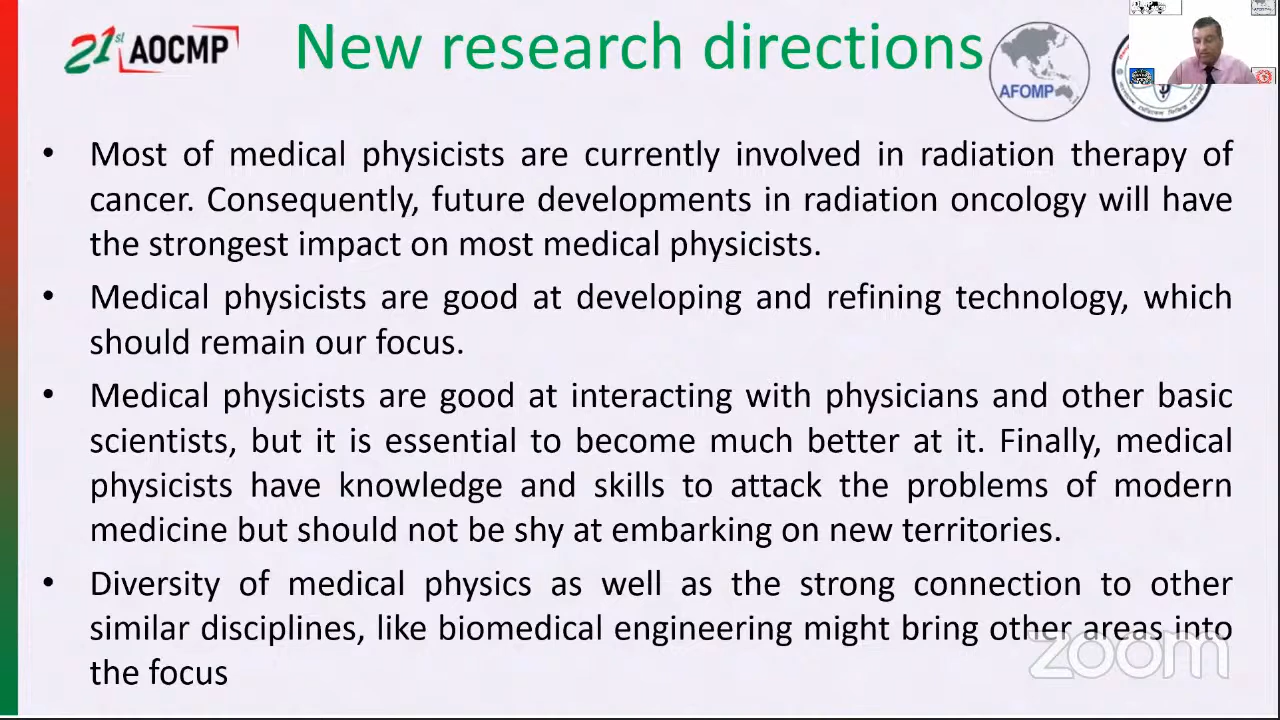 21st AOCMP
New research directions
AFOMP
• Most of medical physicists are currently involved in radiation therapy of
cancer. Consequently, future developments in radiation oncology will have
the strongest impact on most medical physicists.
• Medical physicists are good at developing and refining technology, which
should remain our focus.
• Medical physicists are good at interacting with physicians and other basic
scientists, but it is essential to become much better at it. Finally, medical
physicists have knowledge and skills to attack the problems of modern
medicine but should not be shy at embarking on new territories.
• Diversity of medical physics as well as the strong connection to other
similar disciplines, like biomedical engineering might bring other areas into
the focus
zoom